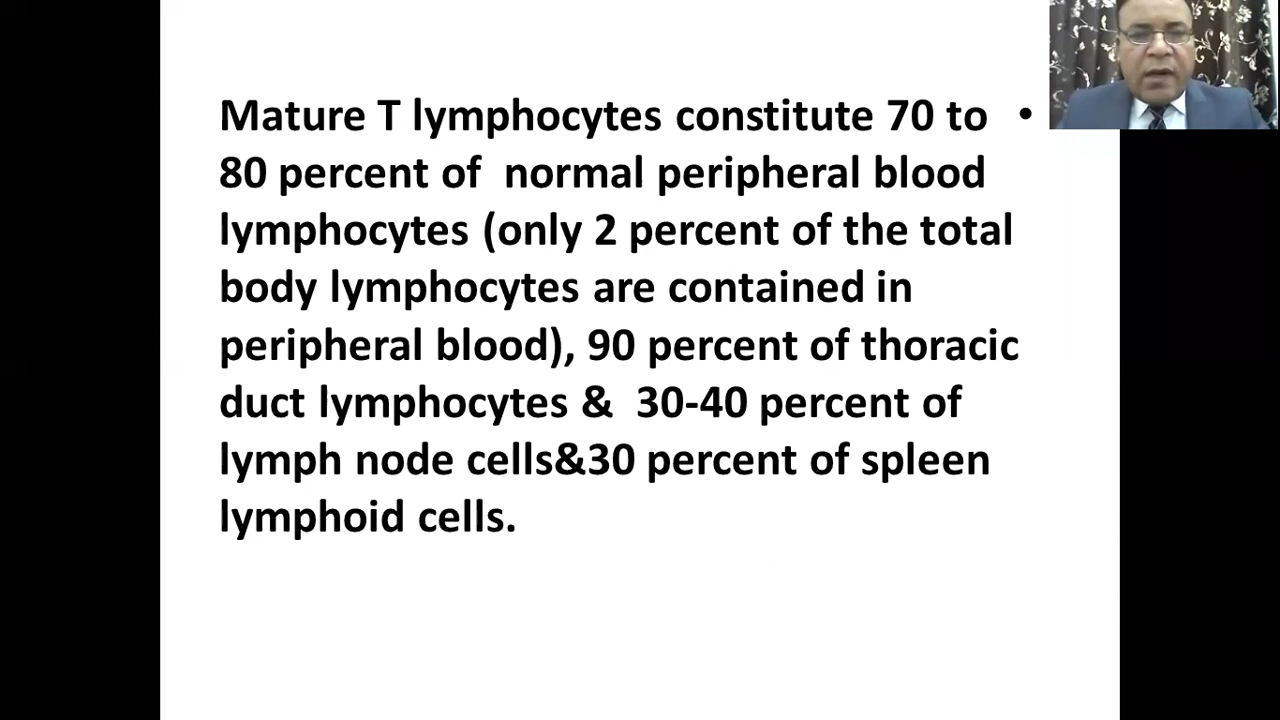 Mature T lymphocytes constitute 70 to •
80 percent of  normal peripheral blood
lymphocytes (only 2 percent of the total
body lymphocytes are contained in
peripheral blood), 90 percent of thoracic
duct lymphocytes &  30-40 percent of
lymph node cells&30 percent of spleen
lymphoid cells.